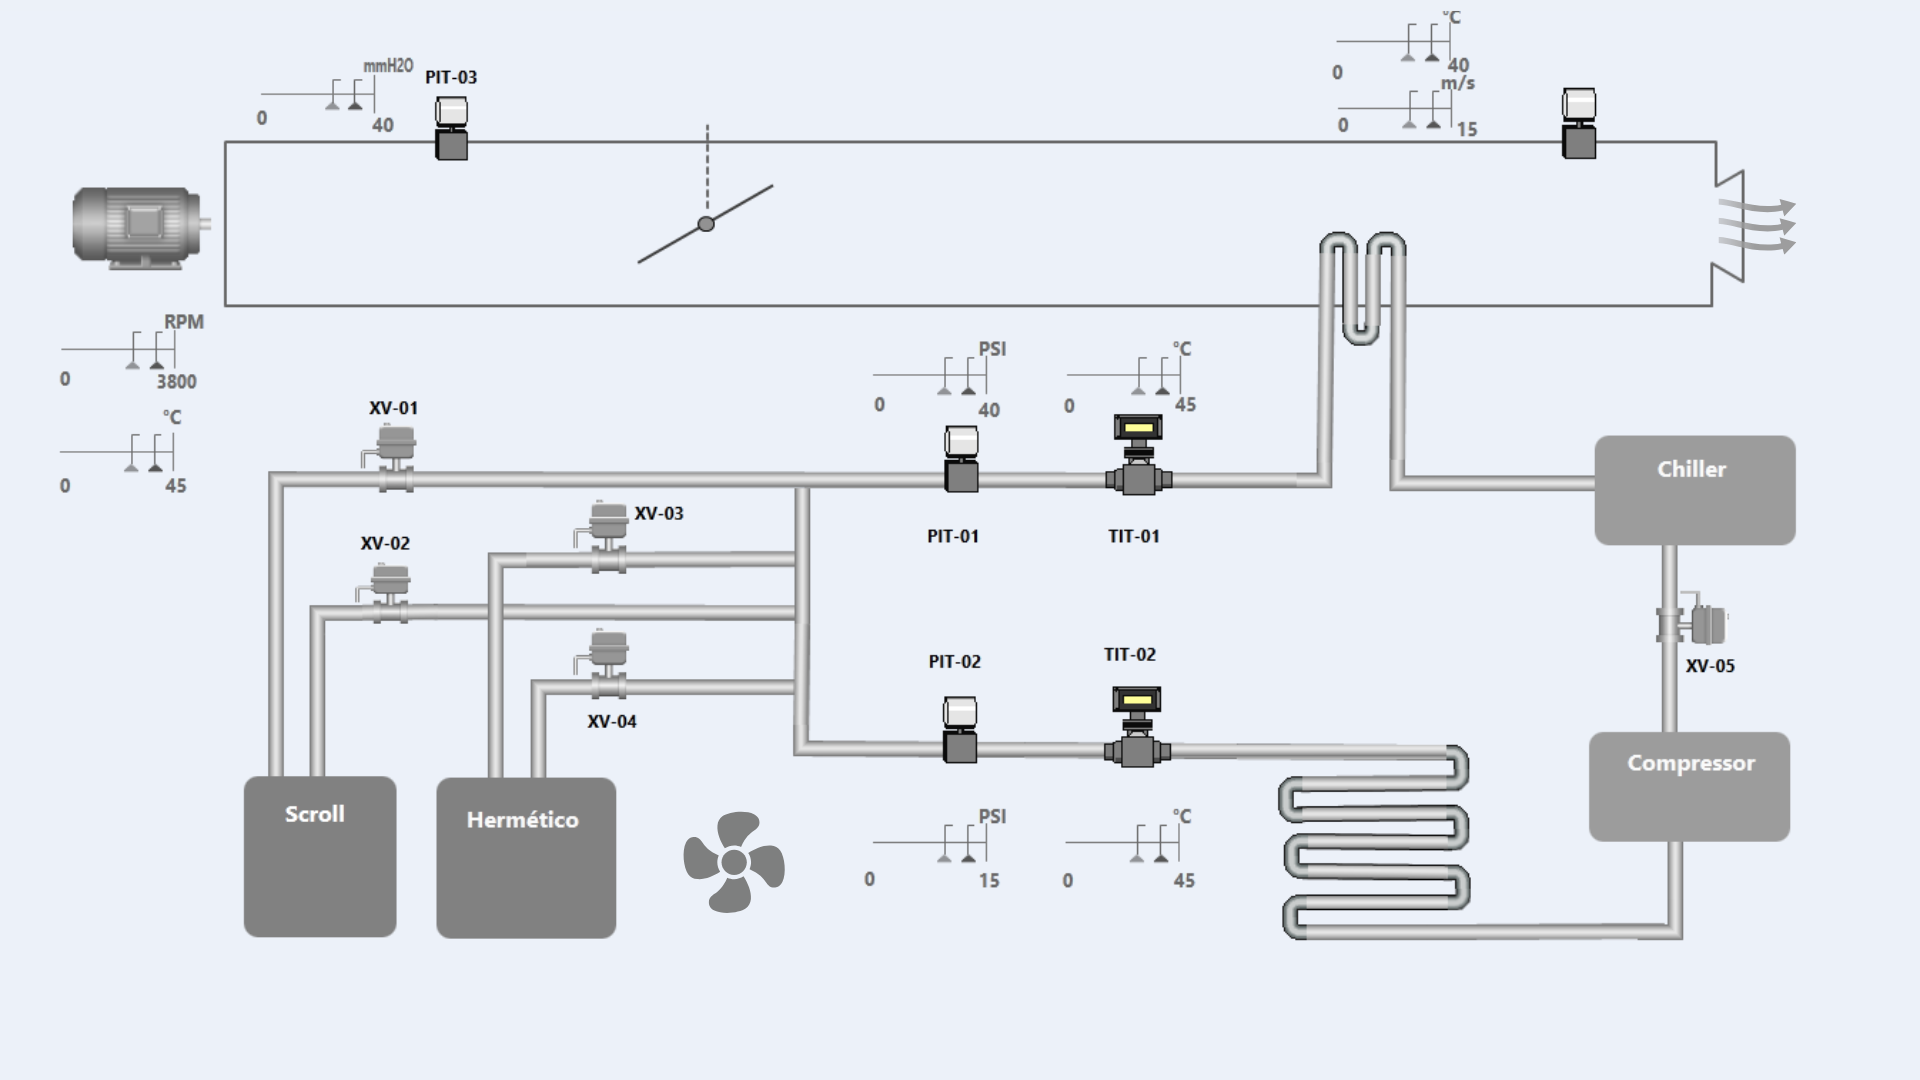 °C
mmH2O
PIT-03
0
40
0
40
m/s
0
15
RPM
0
3800
PSI
0
40
°C
0
45
°C
0
45
XV-01
XV-03
PIT-01
TIT-01
XV-02
Chiller
PIT-02
TIT-02
XV-05
XV-04
Compressor
Scroll
Hermético
PSI
0
15
°C
0
45